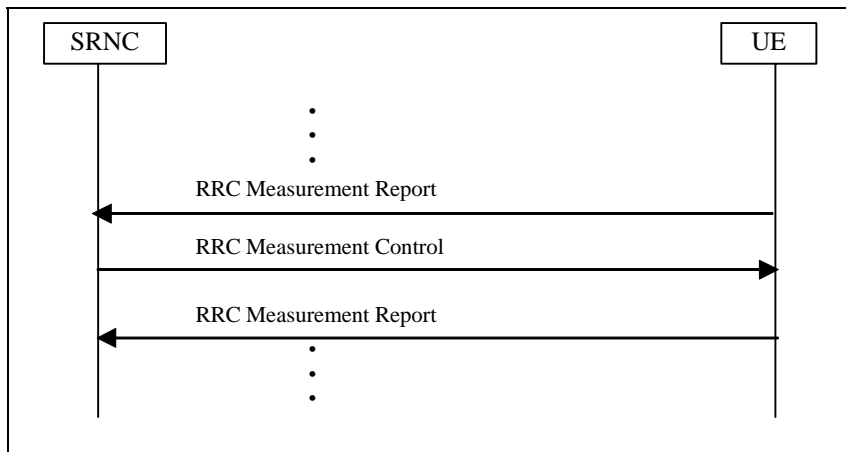 SRNC
UE
RRC Measurement Report
RRC Measurement Control
RRC Measurement Report